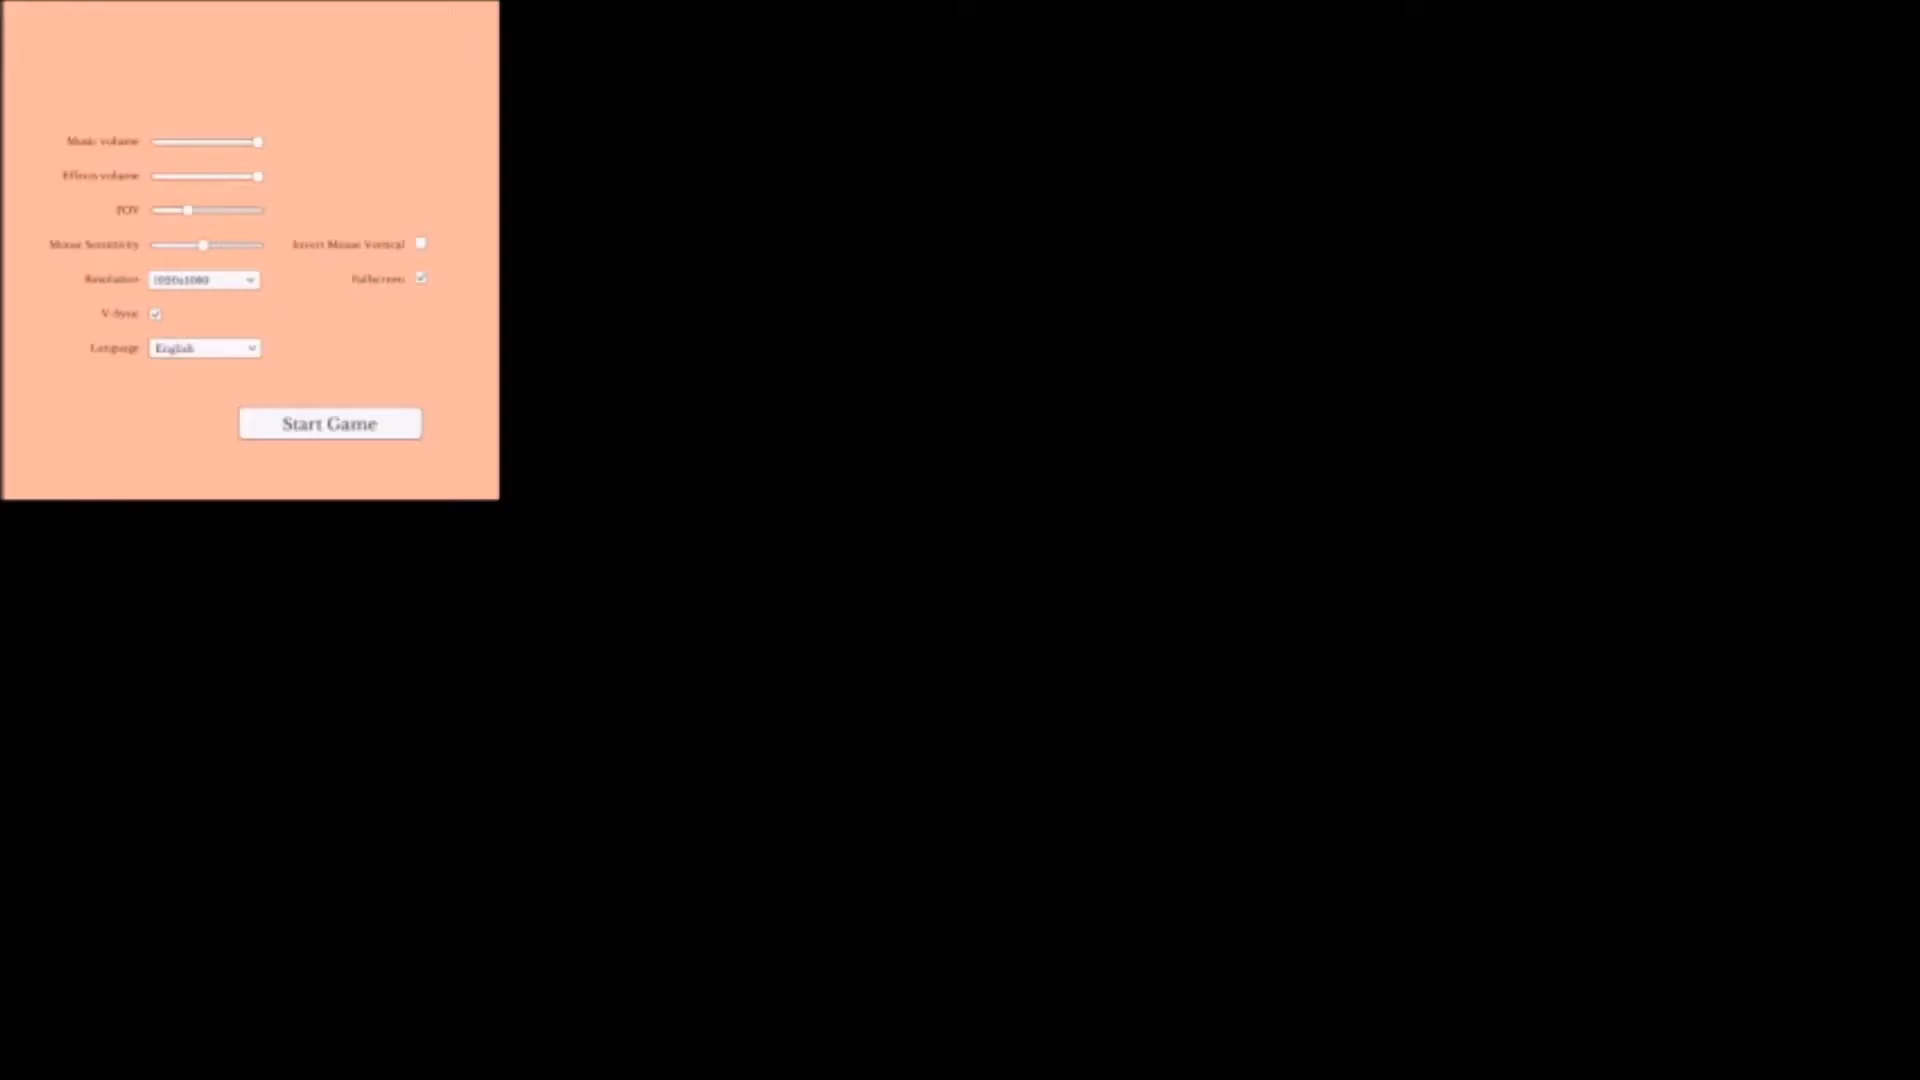 Music volume
Effects volume
FOV
Mouse Sensitivity
Invert Mouse Vertical
Resolution 1920x1080
Fullscreen
V-Sync
Language English
Start Game